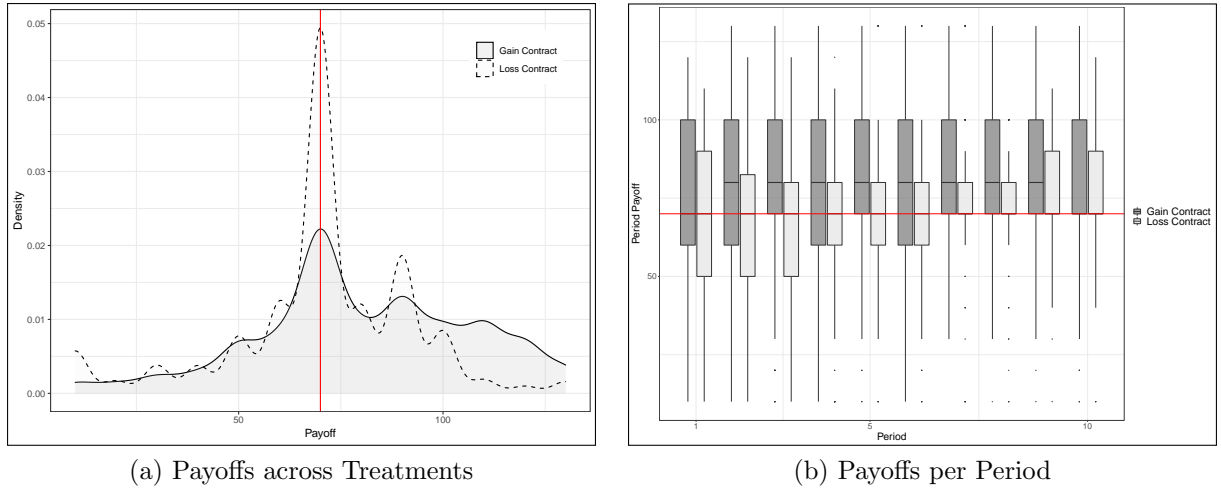 0.05
0.04
0.03
0.02
0.01
0.00
Density
50
100
Payoff
Gain Contract
Loss Contract
(a) Payoffs across Treatments
100
50
Period Payoff
1
5
10
Period
Gain Contract
Loss Contract
(b) Payoffs per Period